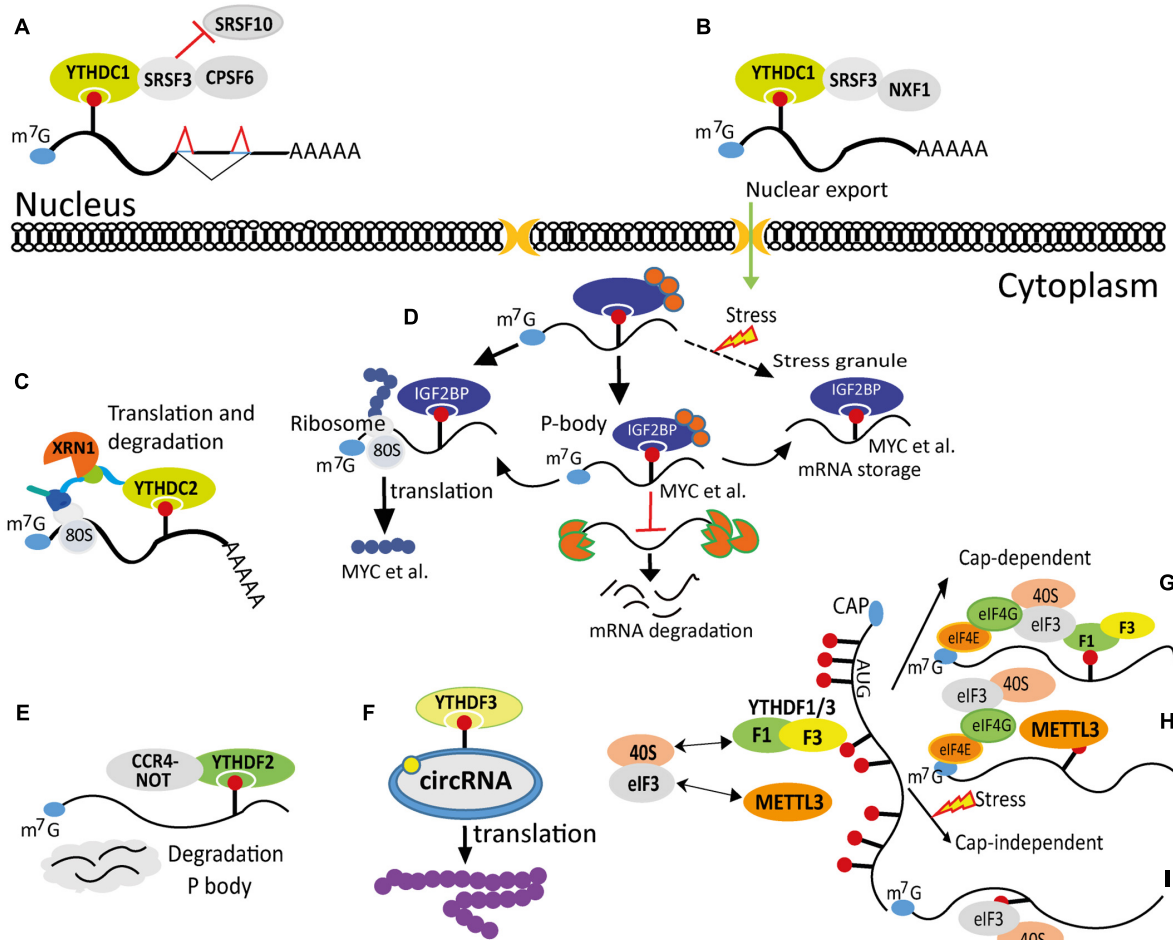 A
SRSF10
YTHDC1
SRSF3
CPSF6
m⁷G
AAAAA
B
YTHDC1
SRSF3
NXF1
m⁷G
AAAAA
Nuclear export
Nucleus
Cytoplasm
C
Translation and
degradation
XRN1
YTHDC2
m⁷G
80S
AAAAA
D
m⁷G
Stress
Stress granule
IGF2BP
MYC et al.
mRNA storage
IGF2BP
Ribosome
80S
m⁷G
translation
MYC et al.
P-body
IGF2BP
m⁷G
MYC et al.
mRNA degradation
E
CCR4-
NOT
YTHDF2
m⁷G
Degradation
P body
F
YTHDF3
circRNA
translation
40S
eIF3
YTHDF1/3
F1
F3
METTL3
CAP
AUG
Cap-dependent
G
40S
eIF4G
eIF3
eIF4E
F1
F3
m⁷G
H
40S
eIF3
eIF4G
eIF4E
METTL3
m⁷G
Stress
Cap-independent
I
m⁷G
eIF3
40S